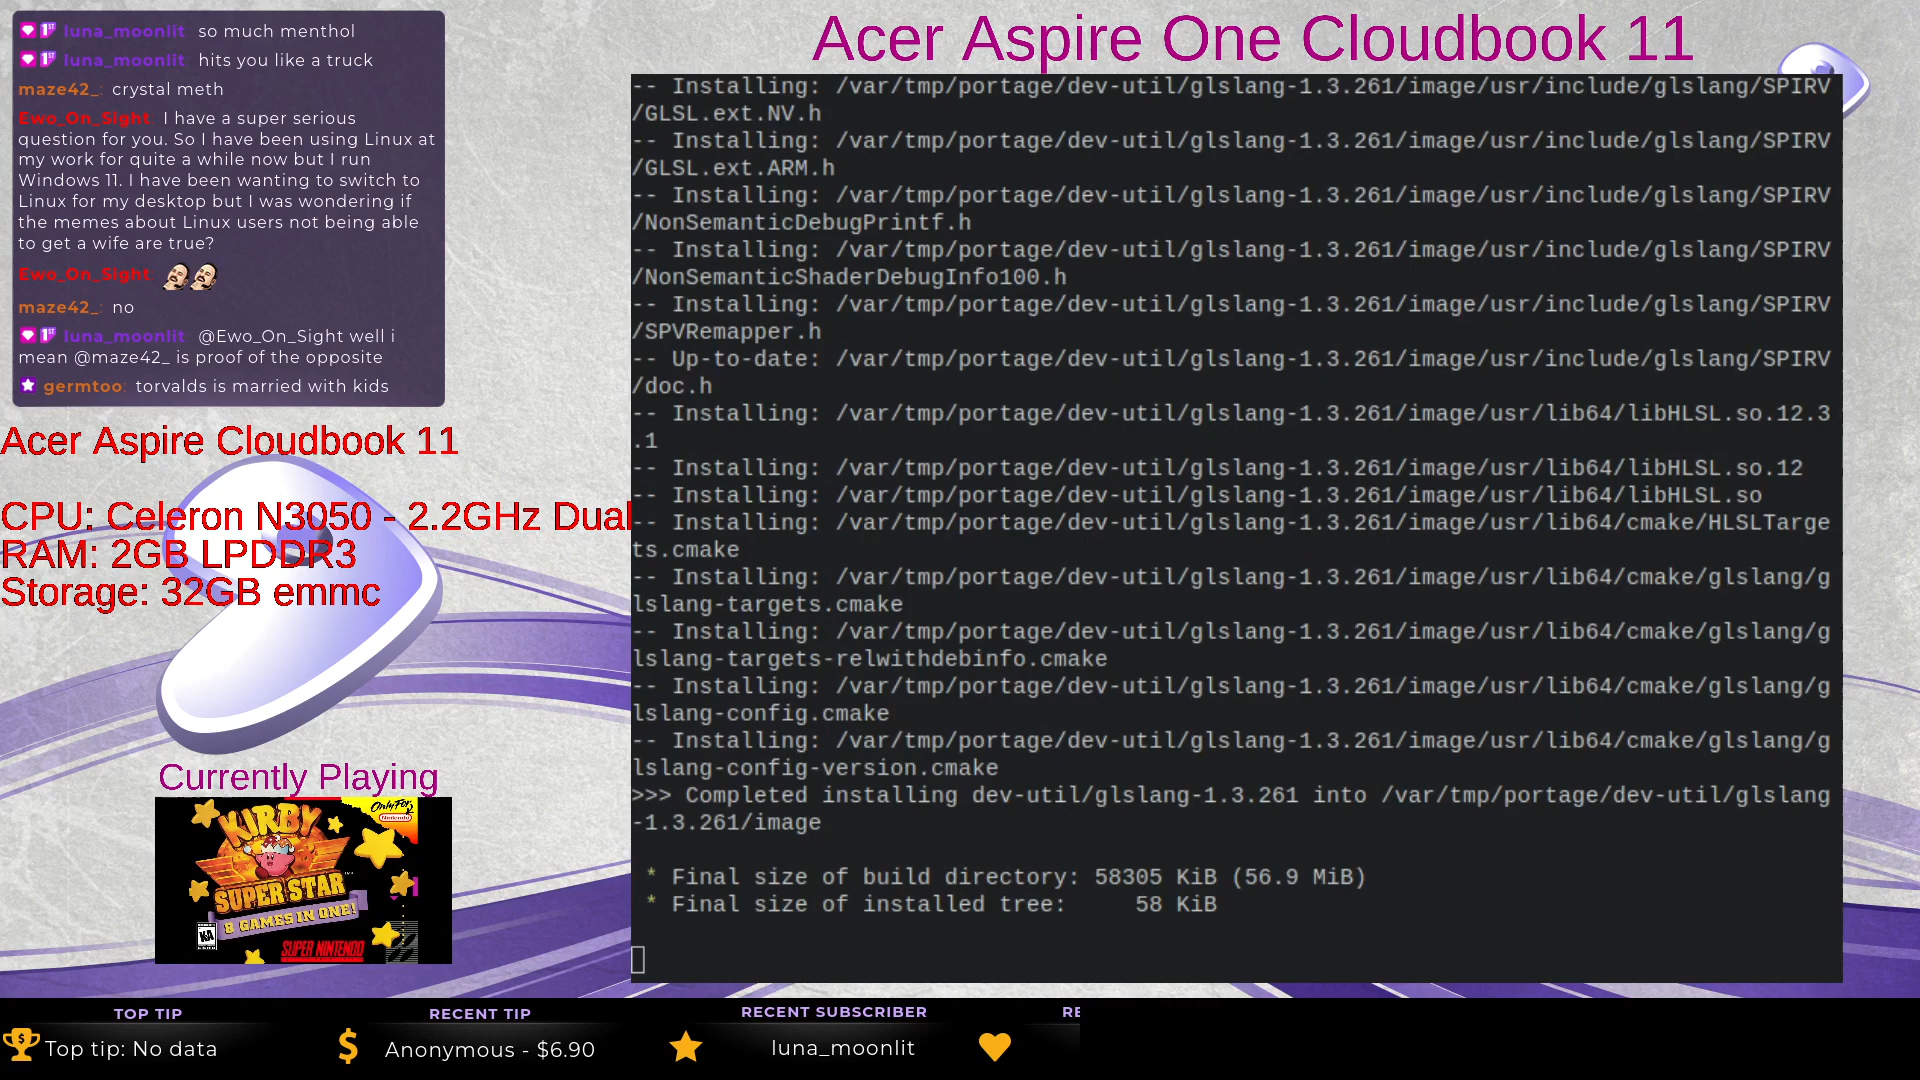 luna_moonlit: so much menthol
luna_moonlit: hits you like a truck
maze42_: crystal meth
Ewo_On_Sight: I have a super serious
question for you. So I have been using Linux at
my work for quite a while now but I run
Windows 11. I have been wanting to switch to
Linux for my desktop but I was wondering if
the memes about Linux users not being able
to get a wife are true?
Ewo_On_Sight:
maze42_: no
luna_moonlit: @Ewo_On_Sight well i
mean @maze42_ is proof of the opposite
germtoo: torvalds is married with kids
Acer Aspire Cloudbook 11
CPU: Celeron N3050 - 2.2GHz Dual
RAM: 2GB LPDDR3
Storage: 32GB emmc
Currently Playing
Only For
Nintendo
KIRBY
SUPER STAR
8 GAMES IN ONE!
K-A
SUPER NINTENDO
Acer Aspire One Cloudbook 11
-- Installing: /var/tmp/portage/dev-util/glslang-1.3.261/image/usr/include/glslang/SPIRV
/GLSL.ext.NV.h
-- Installing: /var/tmp/portage/dev-util/glslang-1.3.261/image/usr/include/glslang/SPIRV
/GLSL.ext.ARM.h
-- Installing: /var/tmp/portage/dev-util/glslang-1.3.261/image/usr/include/glslang/SPIRV
/NonSemanticDebugPrintf.h
-- Installing: /var/tmp/portage/dev-util/glslang-1.3.261/image/usr/include/glslang/SPIRV
/NonSemanticShaderDebugInfo100.h
-- Installing: /var/tmp/portage/dev-util/glslang-1.3.261/image/usr/include/glslang/SPIRV
/SPVRemapper.h
-- Up-to-date: /var/tmp/portage/dev-util/glslang-1.3.261/image/usr/include/glslang/SPIRV
/doc.h
-- Installing: /var/tmp/portage/dev-util/glslang-1.3.261/image/usr/lib64/libHLSL.so.12.3
.1
-- Installing: /var/tmp/portage/dev-util/glslang-1.3.261/image/usr/lib64/libHLSL.so.12
-- Installing: /var/tmp/portage/dev-util/glslang-1.3.261/image/usr/lib64/libHLSL.so
-- Installing: /var/tmp/portage/dev-util/glslang-1.3.261/image/usr/lib64/cmake/HLSLTarge
ts.cmake
-- Installing: /var/tmp/portage/dev-util/glslang-1.3.261/image/usr/lib64/cmake/glslang/g
lslang-targets.cmake
-- Installing: /var/tmp/portage/dev-util/glslang-1.3.261/image/usr/lib64/cmake/glslang/g
lslang-targets-relwithdebinfo.cmake
-- Installing: /var/tmp/portage/dev-util/glslang-1.3.261/image/usr/lib64/cmake/glslang/g
lslang-config.cmake
-- Installing: /var/tmp/portage/dev-util/glslang-1.3.261/image/usr/lib64/cmake/glslang/g
lslang-config-version.cmake
>>> Completed installing dev-util/glslang-1.3.261 into /var/tmp/portage/dev-util/glslang
-1.3.261/image
* Final size of build directory: 58305 KiB (56.9 MiB)
* Final size of installed tree:     58 KiB
TOP TIP
Top tip: No data
RECENT TIP
Anonymous - $6.90
RECENT SUBSCRIBER
luna_moonlit
RE